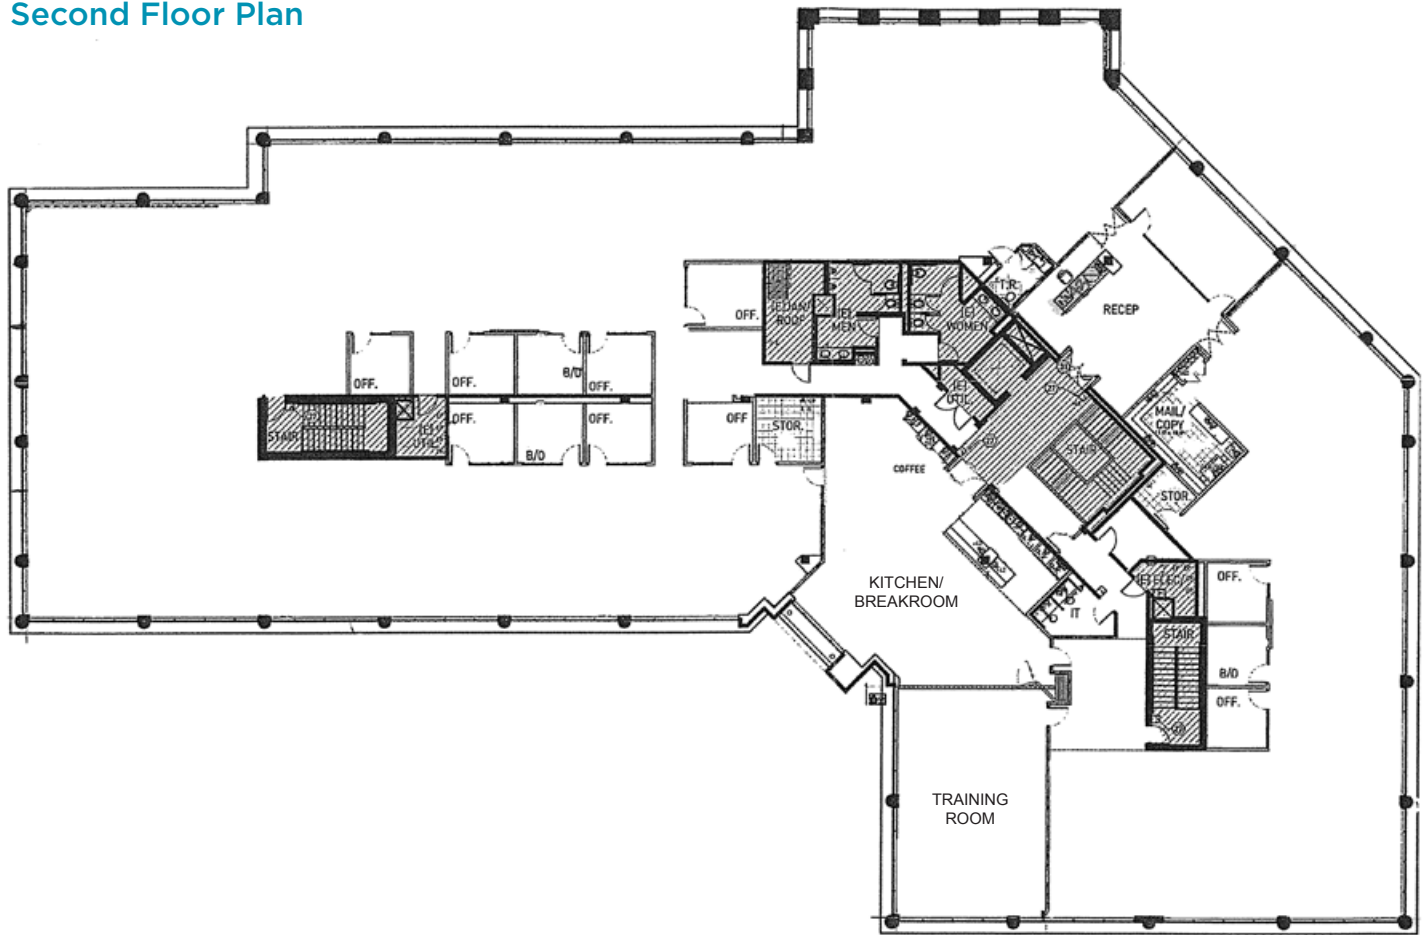 Second Floor Plan
OFF.
[E]JAN/
ROOF
[E]
MEN
[E]
WOMEN
T.R.
RECEP
OFF.
OFF.
B/D
OFF.
STAIR
[E]
UTIL.
OFF.
B/D
OFF.
OFF
STOR.
[E]
UTIL.
COFFEE
STAIR
MAIL/
COPY
STOR.
KITCHEN/
BREAKROOM
IT
[E]ELEC/
OFF.
STAIR
B/D
OFF.
TRAINING
ROOM